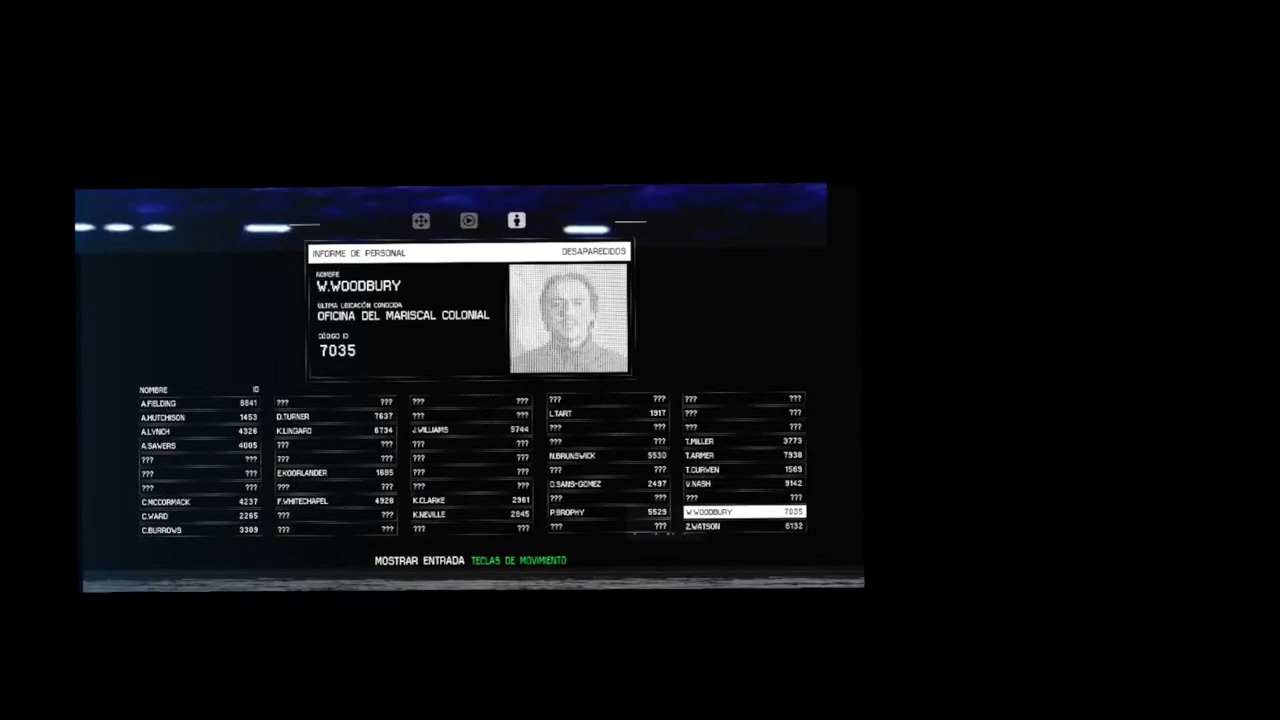 INFORME DE PERSONAL DESAPARECIDOS
NOMBRE
W.WOODBURY
ÚLTIMA UBICACIÓN CONOCIDA
OFICINA DEL MARISCAL COLONIAL
CÓDIGO ID
7035
NOMBRE ID
A.FIELDING 8841 ??? ??? ??? ??? ??? ??? ??? ???
A.HUTCHISON 1453 D.TURNER 7637 ??? ??? L.TART 1917 ??? ???
A.LYNCH 4326 K.LINGARD 6734 J.WILLIAMS 9744 ??? ??? ??? ???
A.SAWERS 4005 ??? ??? ??? ??? ??? ??? T.MILLER 3773
??? ??? ??? ??? ??? ??? N.BRUNSWICK 5530 T.ARMER 7938
??? ??? E.KOORLANDER 1685 ??? ??? ??? ??? T.CURWEN 1569
??? ??? ??? ??? ??? ??? O.SANS-GOMEZ 2497 V.NASH 9142
C.MCCORMACK 4237 F.WHITECHAPEL 4928 K.CLARKE 2961 ??? ??? ??? ???
C.WARD 2265 ??? ??? K.NEVILLE 2845 P.BROPHY 5529 W.WOODBURY 7035
C.BURROWS 3309 ??? ??? ??? ??? ??? ??? Z.WATSON 6132
MOSTRAR ENTRADA TECLAS DE MOVIMIENTO